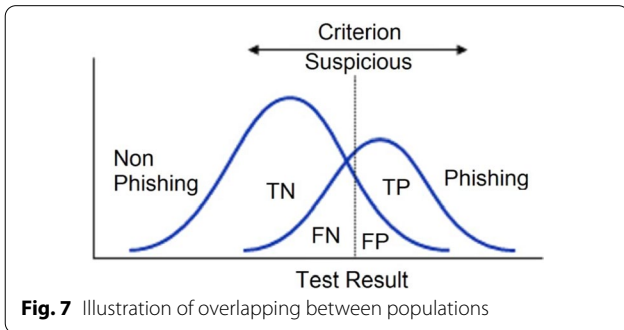 Criterion
Suspicious
Non
Phishing
TN
TP
Phishing
FN
FP
Test Result
Fig. 7 Illustration of overlapping between populations